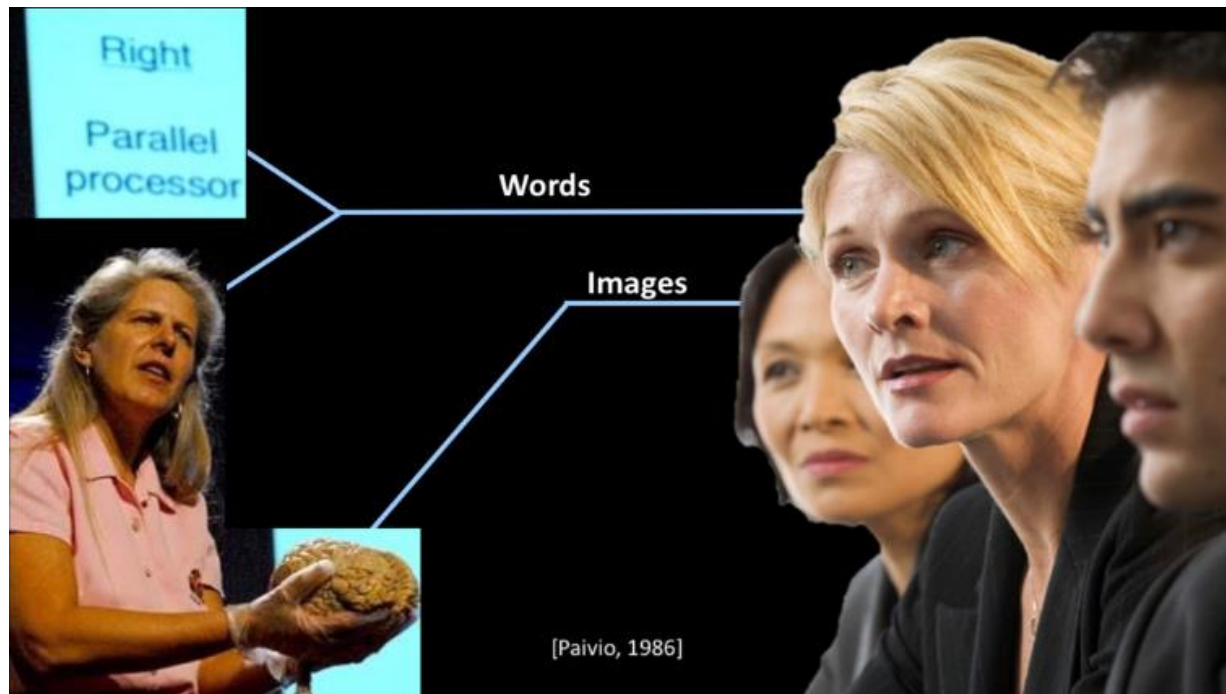 Right
Parallel
processor
Words
Images
[Paivio, 1986]